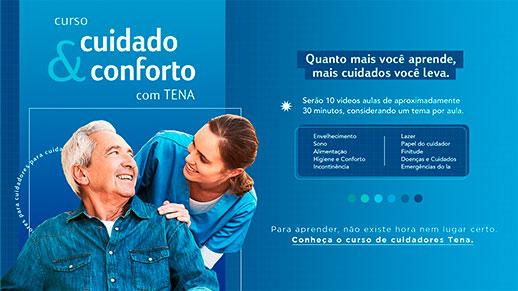 curso
cuidado
& conforto
com TENA
para cuidadores
Quanto mais você aprende,
mais cuidados você leva.
Serão 10 vídeos aulas de aproximadamente
30 minutos, considerando um tema por aula.
Envelhecimento
Sono
Alimentação
Higiene e Conforto
Incontinência
Lazer
Papel do cuidador
Finitude
Doenças e Cuidados
Emergências do la
Para aprender, não existe hora nem lugar certo.
Conheça o curso de cuidadores Tena.